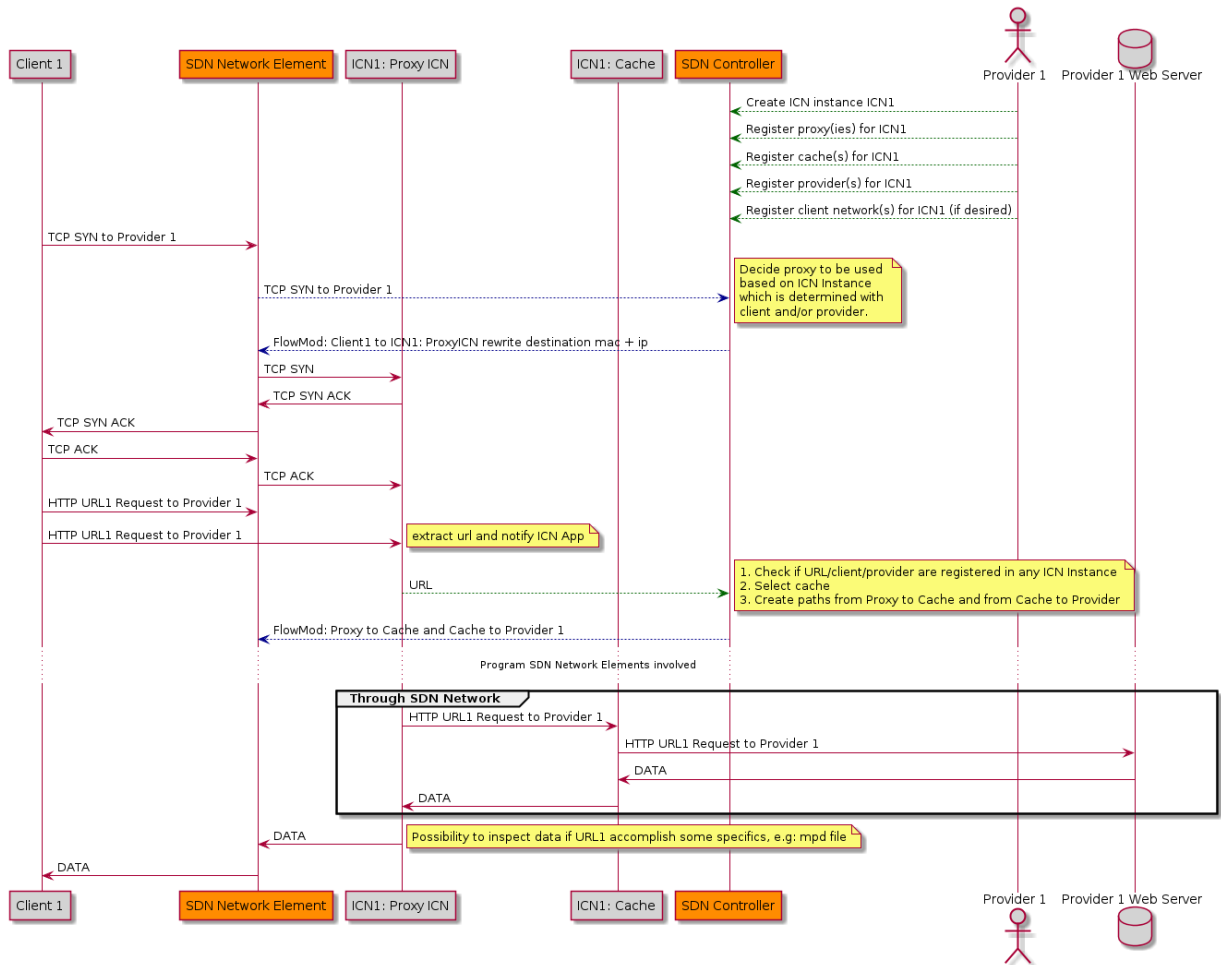 Provider 1
Provider 1 Web Server
Client 1
SDN Network Element
ICN1: Proxy ICN
ICN1: Cache
SDN Controller
Create ICN instance ICN1
Register proxy(ies) for ICN1
Register cache(s) for ICN1
Register provider(s) for ICN1
Register client network(s) for ICN1 (if desired)
TCP SYN to Provider 1
Decide proxy to be used
based on ICN Instance
which is determined with
client and/or provider.
TCP SYN to Provider 1
FlowMod: Client1 to ICN1: ProxyICN rewrite destination mac + ip
TCP SYN
TCP SYN ACK
TCP SYN ACK
TCP ACK
TCP ACK
HTTP URL1 Request to Provider 1
HTTP URL1 Request to Provider 1
extract url and notify ICN App
1. Check if URL/client/provider are registered in any ICN Instance
2. Select cache
3. Create paths from Proxy to Cache and from Cache to Provider
URL
FlowMod: Proxy to Cache and Cache to Provider 1
Program SDN Network Elements involved
Through SDN Network
HTTP URL1 Request to Provider 1
HTTP URL1 Request to Provider 1
DATA
DATA
DATA
Possibility to inspect data if URL1 accomplish some specifics, e.g: mpd file
DATA
Client 1
SDN Network Element
ICN1: Proxy ICN
ICN1: Cache
SDN Controller
Provider 1
Provider 1 Web Server